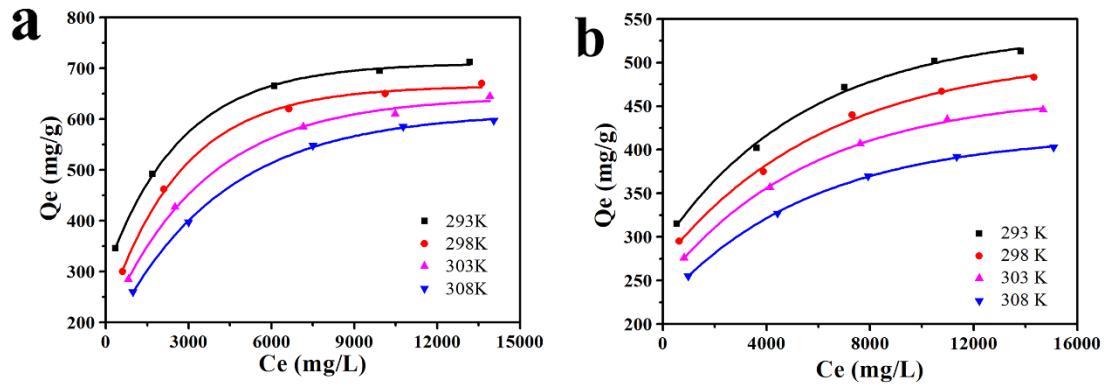 a
800
700
600
500
400
300
200
Qe (mg/g)
293K
298K
303K
308K
0 3000 6000 9000 12000 15000
Ce (mg/L)
b
550
500
450
400
350
300
250
200
Qe (mg/g)
293 K
298 K
303 K
308 K
0 4000 8000 12000 16000
Ce (mg/L)